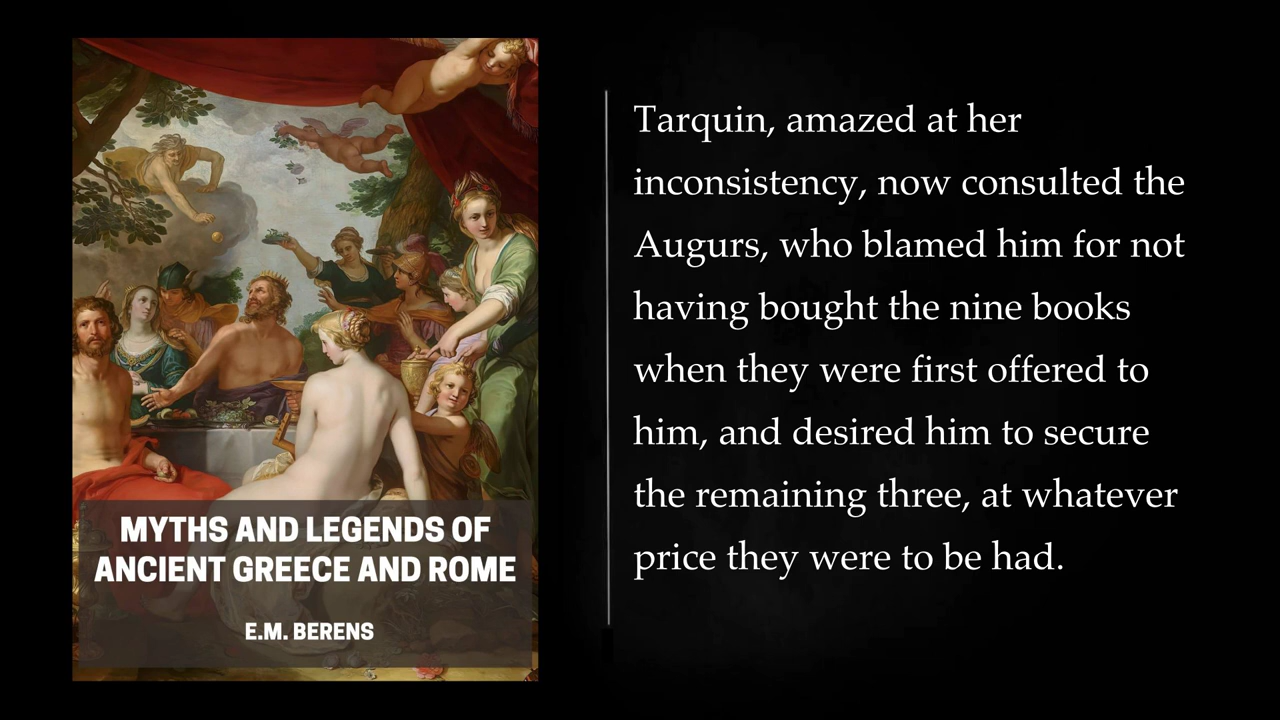 MYTHS AND LEGENDS OF
ANCIENT GREECE AND ROME
E.M. BERENS
Tarquin, amazed at her
inconsistency, now consulted the
Augurs, who blamed him for not
having bought the nine books
when they were first offered to
him, and desired him to secure
the remaining three, at whatever
price they were to be had.